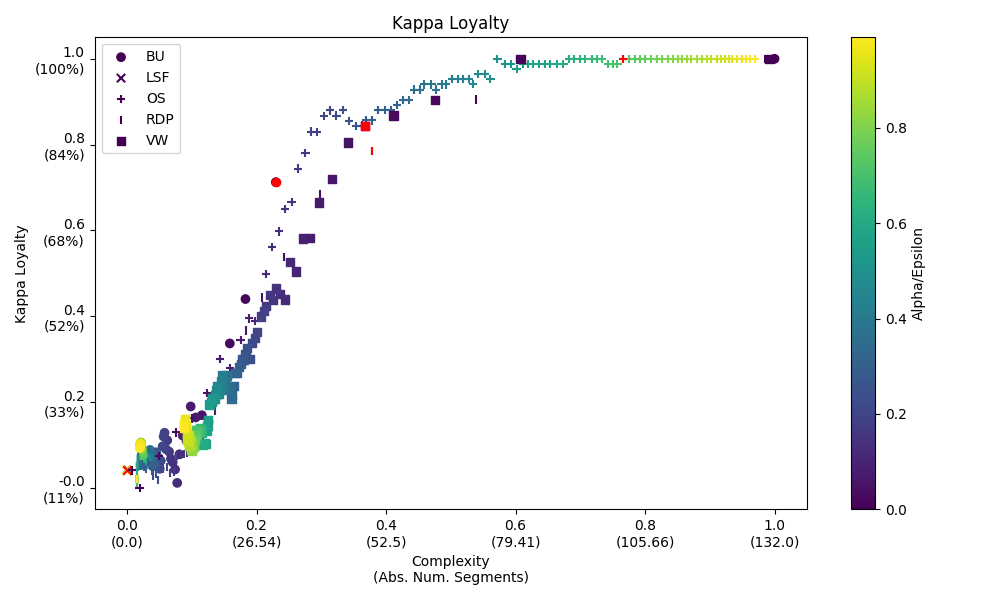 Kappa Loyalty
BU
LSF
OS
RDP
VW
1.0
(100%)
0.8
(84%)
0.6
(68%)
0.4
(52%)
0.2
(33%)
-0.0
(11%)
Kappa Loyalty
0.0
(0.0)
0.2
(26.54)
0.4
(52.5)
0.6
(79.41)
0.8
(105.66)
1.0
(132.0)
Complexity
(Abs. Num. Segments)
0.8
0.6
0.4
0.2
0.0
Alpha/Epsilon